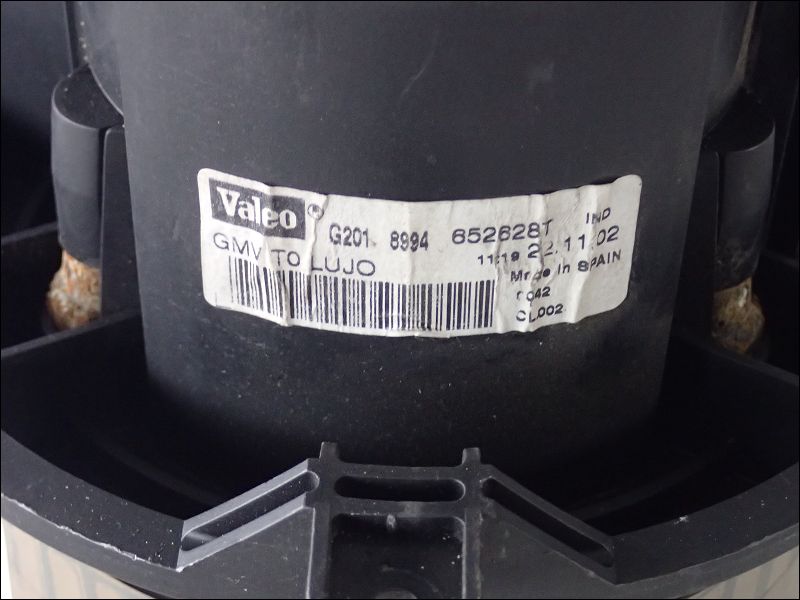 Valeo ® G201 8994 652628T IND
GMV TO LUJO 11:19 22.11.02
Made in SPAIN
CL002